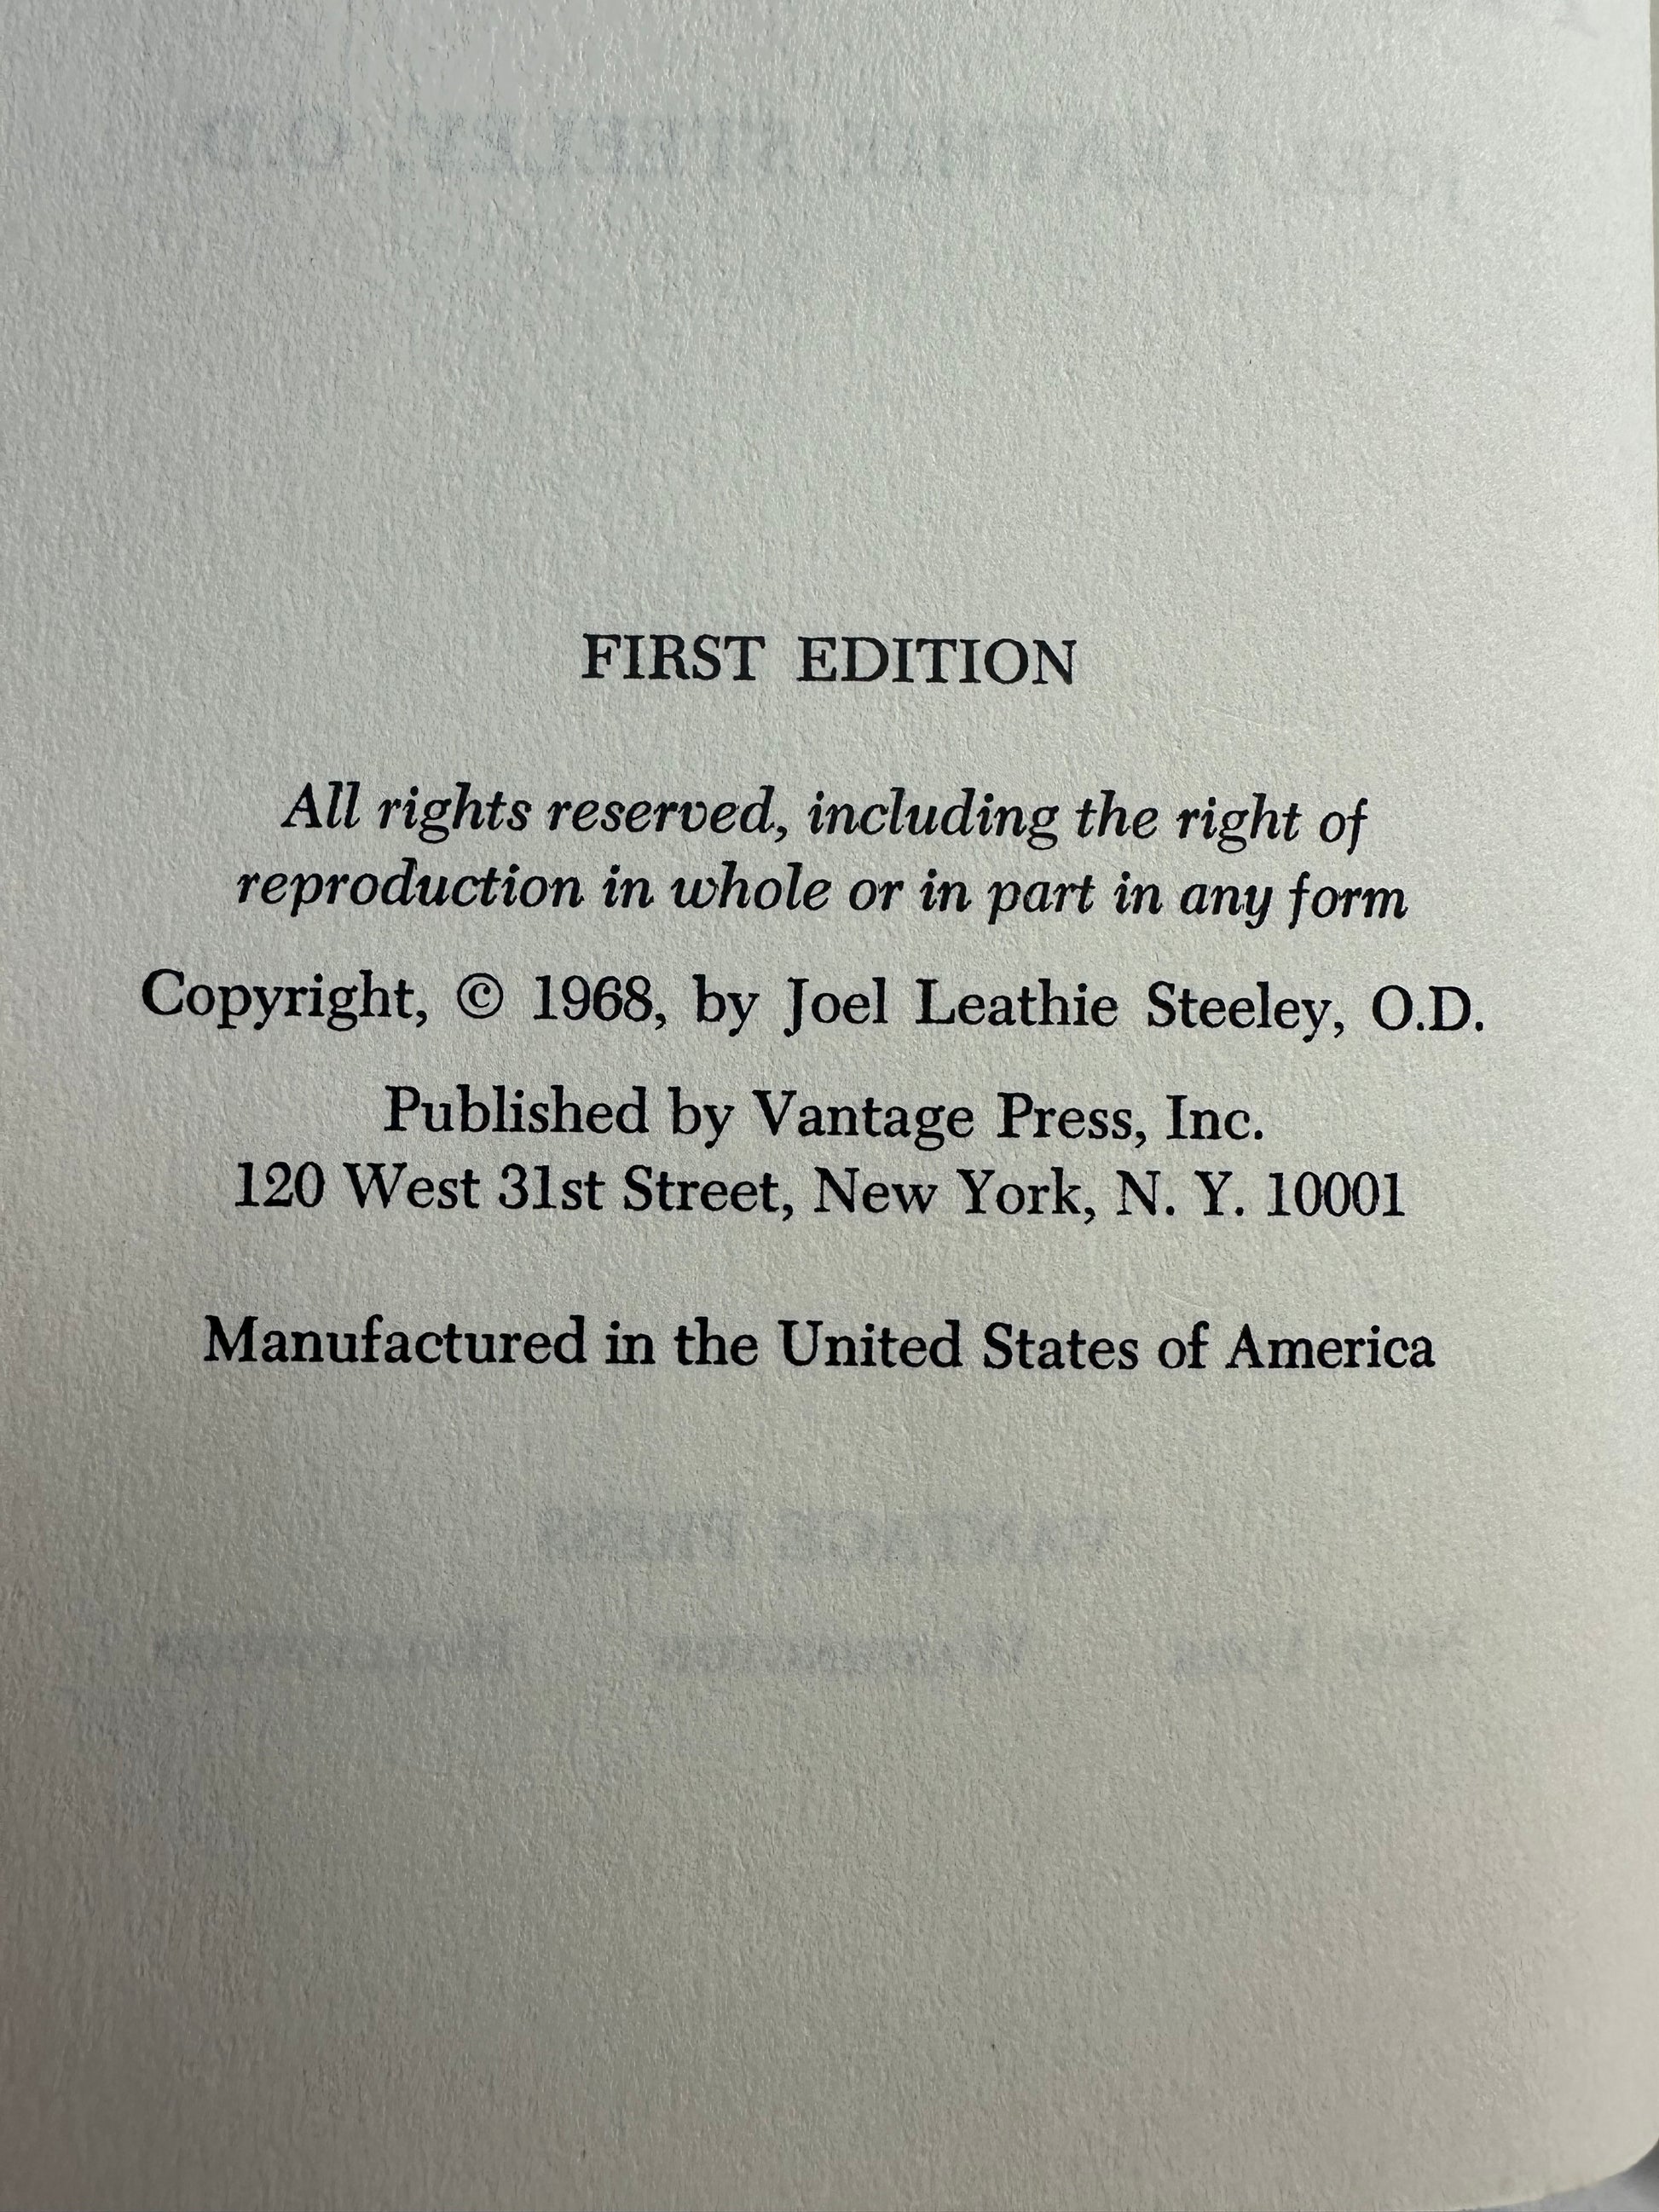 FIRST EDITION
All rights reserved, including the right of
reproduction in whole or in part in any form
Copyright, © 1968, by Joel Leathie Steeley, O.D.
Published by Vantage Press, Inc.
120 West 31st Street, New York, N. Y. 10001
Manufactured in the United States of America
VANTAGE PRESS